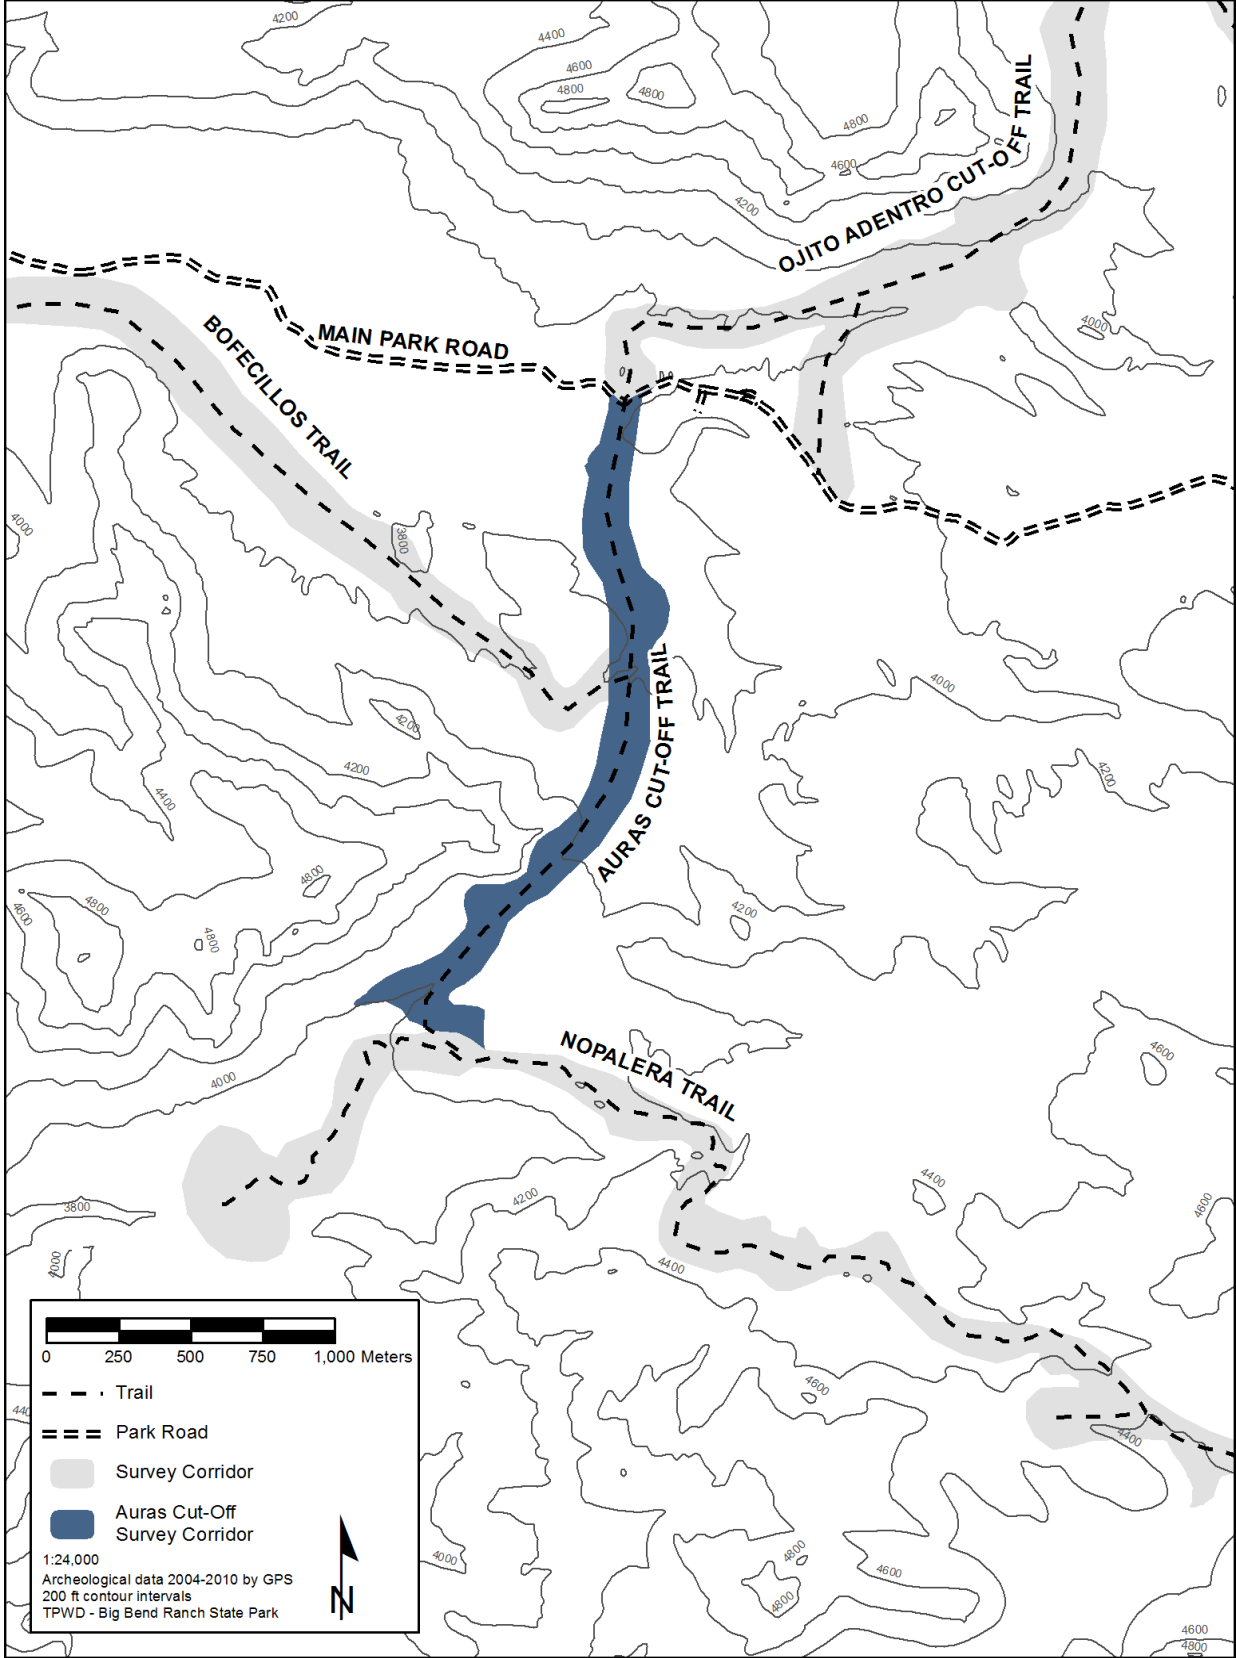 4200
4400
4600
4800
4800
4800
4600
4200
OJITO ADENTRO CUT-OFF TRAIL
MAIN PARK ROAD
4000
BOFECILLOS TRAIL
4000
3800
AURAS CUT-OFF TRAIL
4000
4200
4200
4200
4400
4800
4800
4600
4800
4200
NOPALERA TRAIL
4600
4000
4400
4600
4200
3800
4000
4400
4600
4400
4000
4800
4600
4800
4600
4800
440
0 250 500 750 1,000 Meters
Trail
Park Road
Survey Corridor
Auras Cut-Off
Survey Corridor
1:24,000
Archeological data 2004-2010 by GPS
200 ft contour intervals
TPWD - Big Bend Ranch State Park
N